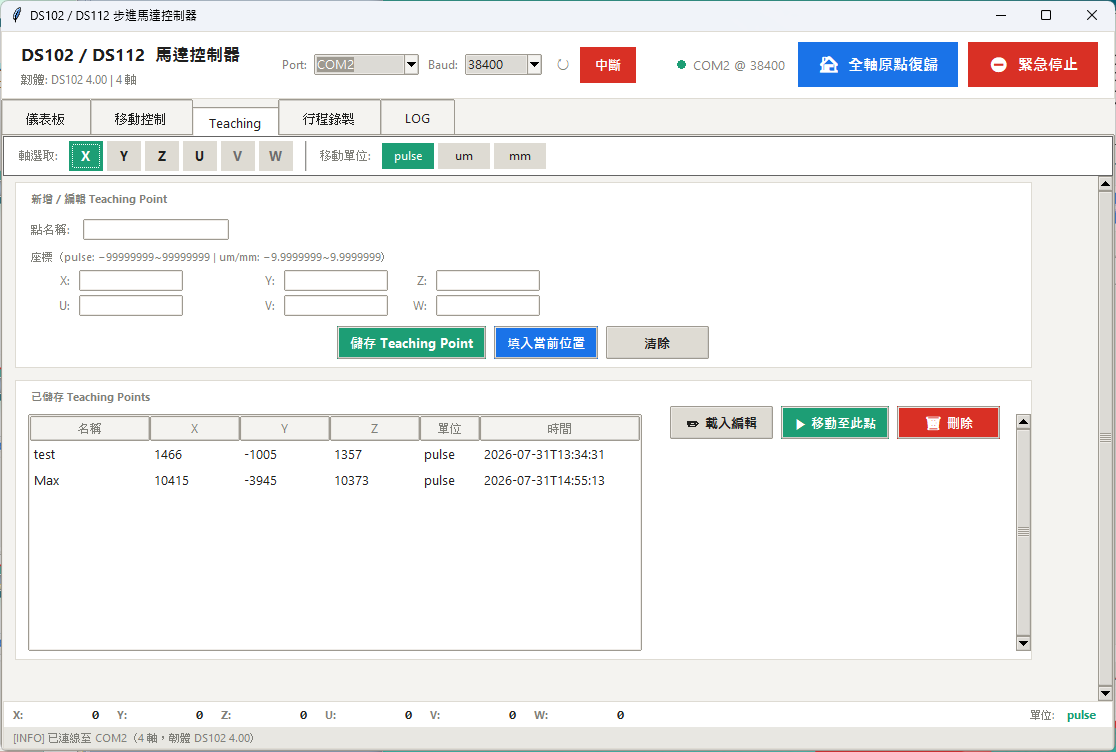 DS102 / DS112 步進馬達控制器
DS102 / DS112 馬達控制器
韌體: DS102 4.00 | 4 軸
Port: COM2 Baud: 38400 中斷 COM2 @ 38400 全軸原點復歸 緊急停止
儀表板 移動控制 Teaching 行程錄製 LOG
軸選取: X Y Z U V W 移動單位: pulse um mm
新增 / 編輯 Teaching Point
點名稱:
座標（pulse: −99999999~99999999 | um/mm: −9.9999999~9.9999999）
X: Y: Z:
U: V: W:
儲存 Teaching Point 填入當前位置 清除
已儲存 Teaching Points
載入編輯 移動至此點 刪除
名稱 X Y Z 單位 時間
test 1466 -1005 1357 pulse 2026-07-31T13:34:31
Max 10415 -3945 10373 pulse 2026-07-31T14:55:13
X: 0 Y: 0 Z: 0 U: 0 V: 0 W: 0 單位: pulse
[INFO] 已連線至 COM2（4 軸，韌體 DS102 4.00）